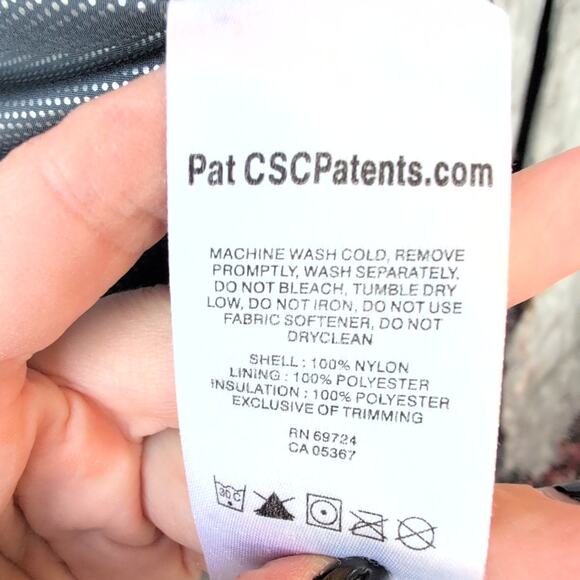 Pat CSCPatents.com
MACHINE WASH COLD, REMOVE
PROMPTLY, WASH SEPARATELY.
DO NOT BLEACH, TUMBLE DRY
LOW, DO NOT IRON, DO NOT USE
FABRIC SOFTENER, DO NOT
DRYCLEAN
SHELL : 100% NYLON
LINING : 100% POLYESTER
INSULATION : 100% POLYESTER
EXCLUSIVE OF TRIMMING
RN 69724
CA 05367
30 C